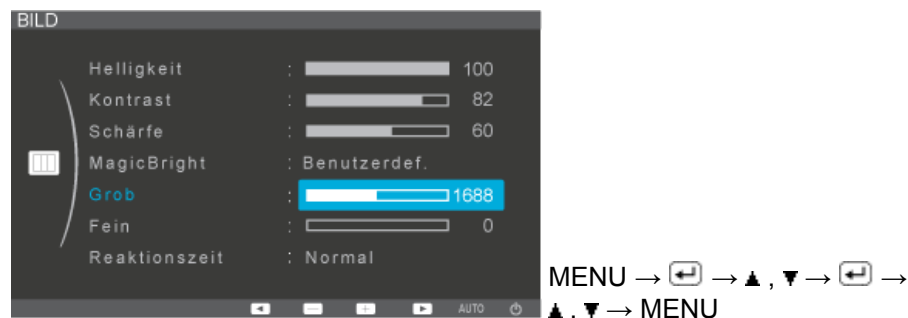 BILD
Helligkeit : 100
Kontrast : 82
Schärfe : 60
MagicBright : Benutzerdef.
Grob : 1688
Fein : 0
Reaktionszeit : Normal
AUTO
MENU → → ▲ , ▼ → →
▲ , ▼ → MENU